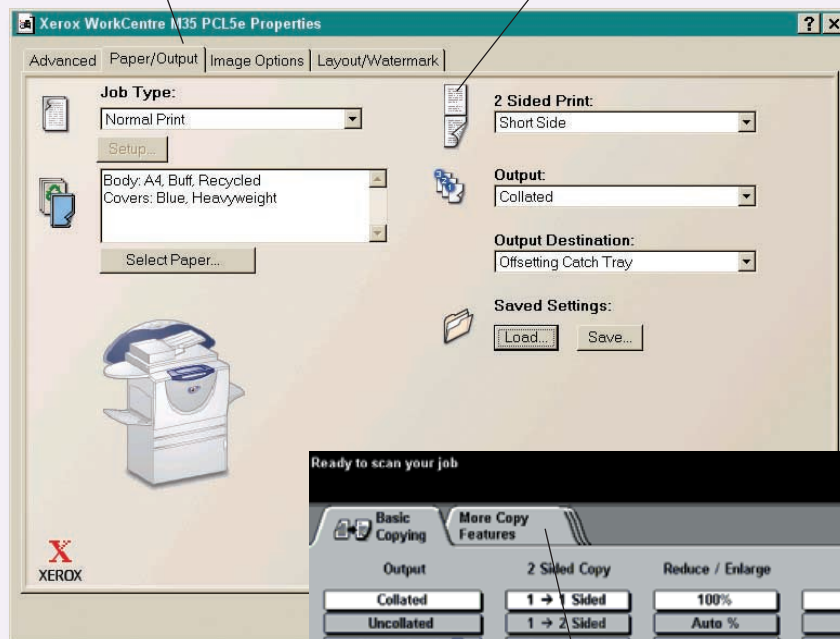 Xerox WorkCentre M35 PCL5e Properties
Advanced Paper/Output Image Options Layout/Watermark
Job Type:
Normal Print
Setup...
Body: A4, Buff, Recycled
Covers: Blue, Heavyweight
Select Paper...
2 Sided Print:
Short Side
Output:
Collated
Output Destination:
Offsetting Catch Tray
Saved Settings:
Load... Save...
X
XEROX
Ready to scan your job
Basic Copying
More Copy Features
Output 2 Sided Copy Reduce / Enlarge
Collated 1 → 1 Sided 100%
Uncollated 1 → 2 Sided Auto %